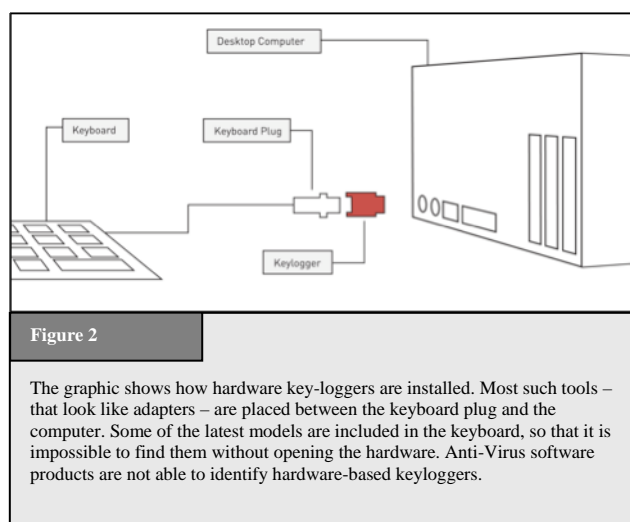 Desktop Computer
Keyboard
Keyboard Plug
Keylogger
Figure 2
The graphic shows how hardware key-loggers are installed. Most such tools –
that look like adapters – are placed between the keyboard plug and the
computer. Some of the latest models are included in the keyboard, so that it is
impossible to find them without opening the hardware. Anti-Virus software
products are not able to identify hardware-based keyloggers.